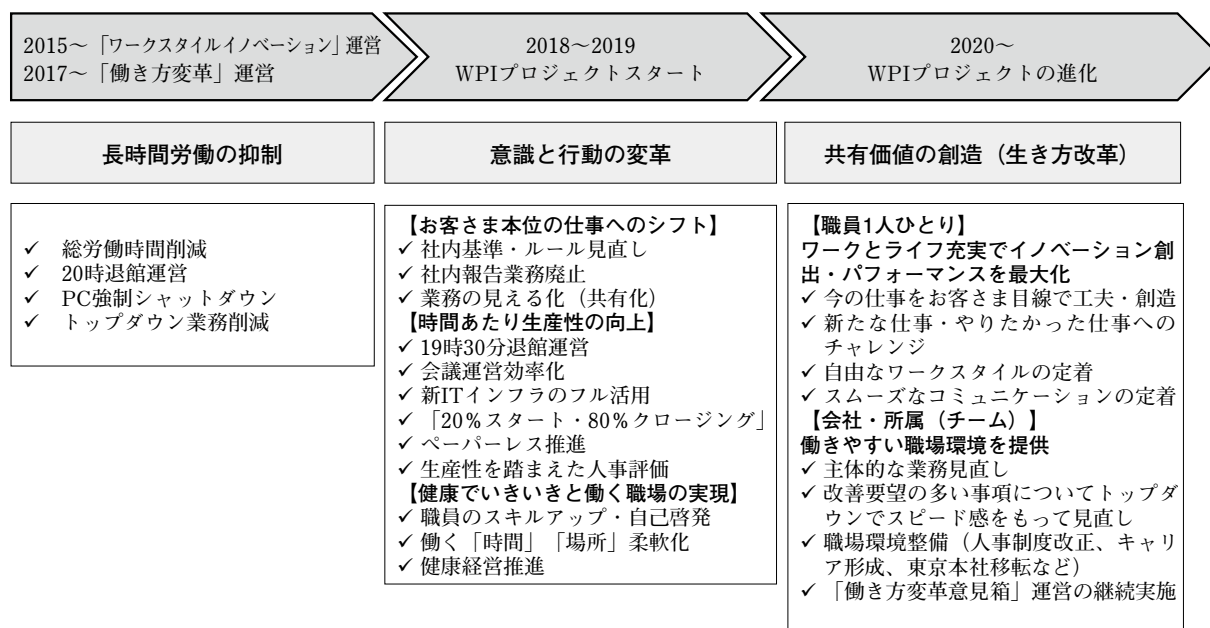 2015～「ワークスタイルイノベーション」運営
2017～「働き方変革」運営
2018～2019
WPIプロジェクトスタート
2020～
WPIプロジェクトの進化
長時間労働の抑制
意識と行動の変革
共有価値の創造（生き方改革）
✓ 総労働時間削減
✓ 20時退館運営
✓ PC強制シャットダウン
✓ トップダウン業務削減
【お客さま本位の仕事へのシフト】
✓ 社内基準・ルール見直し
✓ 社内報告業務廃止
✓ 業務の見える化（共有化）
【時間あたり生産性の向上】
✓ 19時30分退館運営
✓ 会議運営効率化
✓ 新ITインフラのフル活用
✓ 「20％スタート・80％クロージング」
✓ ペーパーレス推進
✓ 生産性を踏まえた人事評価
【健康でいきいきと働く職場の実現】
✓ 職員のスキルアップ・自己啓発
✓ 働く「時間」「場所」柔軟化
✓ 健康経営推進
【職員1人ひとり】
ワークとライフ充実でイノベーション創
出・パフォーマンスを最大化
✓ 今の仕事をお客さま目線で工夫・創造
✓ 新たな仕事・やりたかった仕事への
チャレンジ
✓ 自由なワークスタイルの定着
✓ スムーズなコミュニケーションの定着
【会社・所属（チーム）】
働きやすい職場環境を提供
✓ 主体的な業務見直し
✓ 改善要望の多い事項についてトップダ
ウンでスピード感をもって見直し
✓ 職場環境整備（人事制度改正、キャリ
ア形成、東京本社移転など）
✓ 「働き方変革意見箱」運営の継続実施